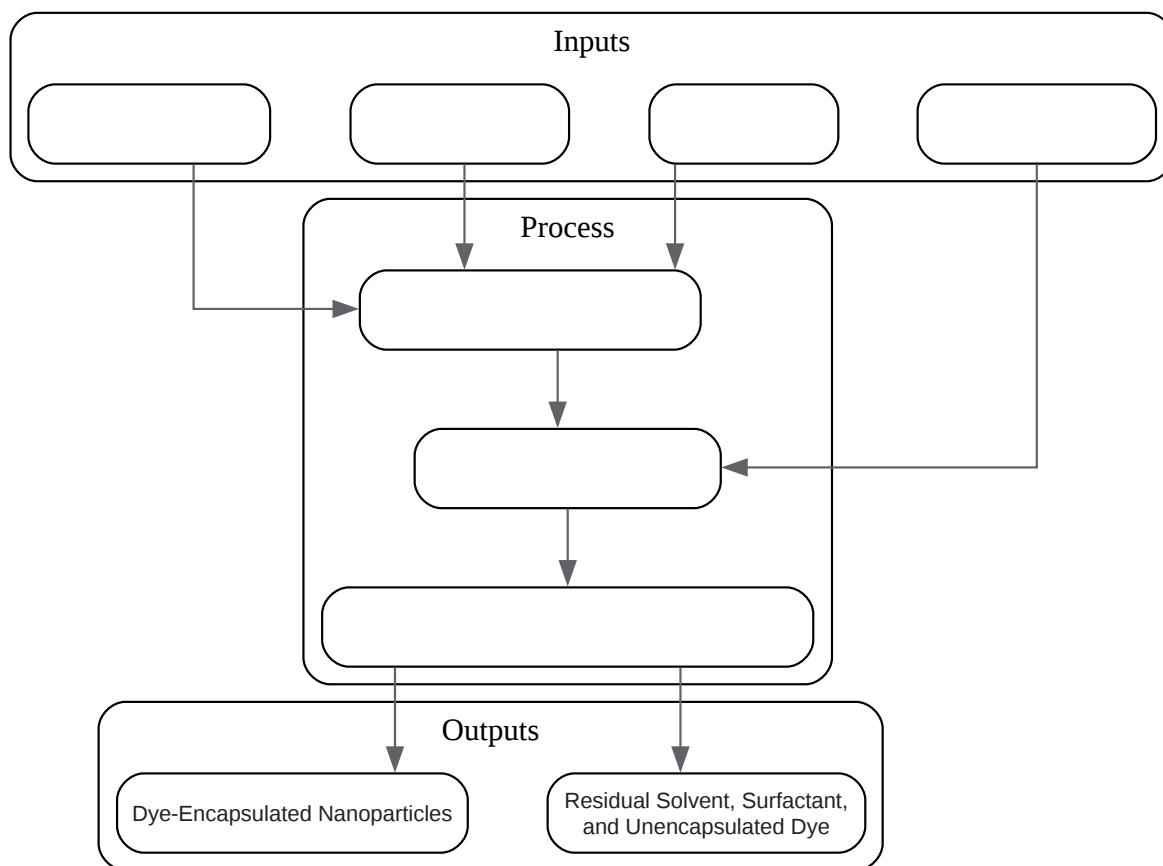 Inputs
Process
Outputs
Dye-Encapsulated Nanoparticles
Residual Solvent, Surfactant,
and Unencapsulated Dye